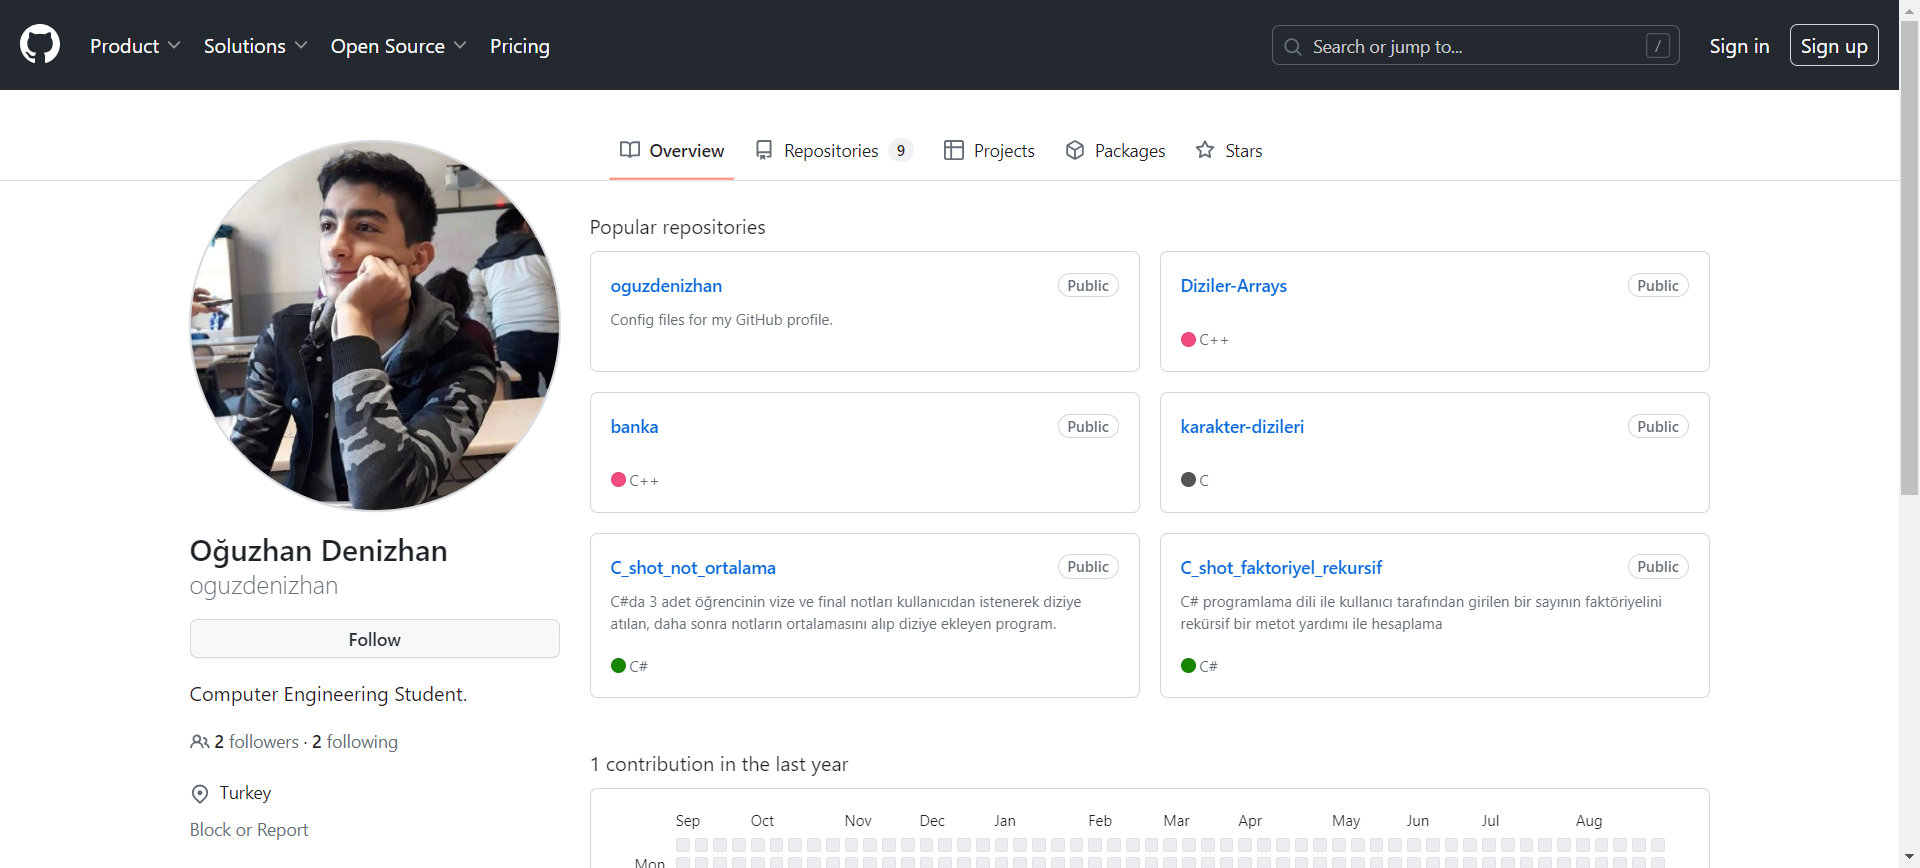 Product Solutions Open Source Pricing Search or jump to... / Sign in Sign up
Overview Repositories 9 Projects Packages Stars
Oğuzhan Denizhan
oguzdenizhan
Follow
Computer Engineering Student.
2 followers · 2 following
Turkey
Block or Report
Popular repositories
oguzdenizhan Public
Config files for my GitHub profile.
Diziler-Arrays Public
C++
banka Public
C++
karakter-dizileri Public
C
C_shot_not_ortalama Public
C#da 3 adet öğrencinin vize ve final notları kullanıcıdan istenerek diziye
atılan, daha sonra notların ortalamasını alıp diziye ekleyen program.
C#
C_shot_faktoriyel_rekursif Public
C# programlama dili ile kullanıcı tarafından girilen bir sayının faktöriyelini
rekürsif bir metot yardımı ile hesaplama
C#
1 contribution in the last year
Sep Oct Nov Dec Jan Feb Mar Apr May Jun Jul Aug
Mon